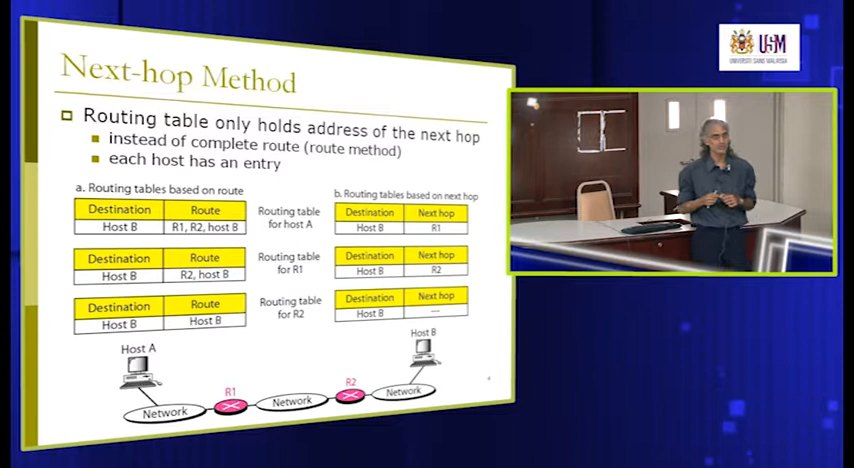 USM
UNIVERSITI SAINS MALAYSIA
Next-hop Method
Routing table only holds address of the next hop
instead of complete route (route method)
each host has an entry
a. Routing tables based on route
b. Routing tables based on next hop
Destination Route
Host B R1, R2, host B
Routing table
for host A
Destination Next hop
Host B R1
Destination Route
Host B R2, host B
Routing table
for R1
Destination Next hop
Host B R2
Destination Route
Host B Host B
Routing table
for R2
Destination Next hop
Host B —
Host A
Host B
R1
R2
Network
Network
Network